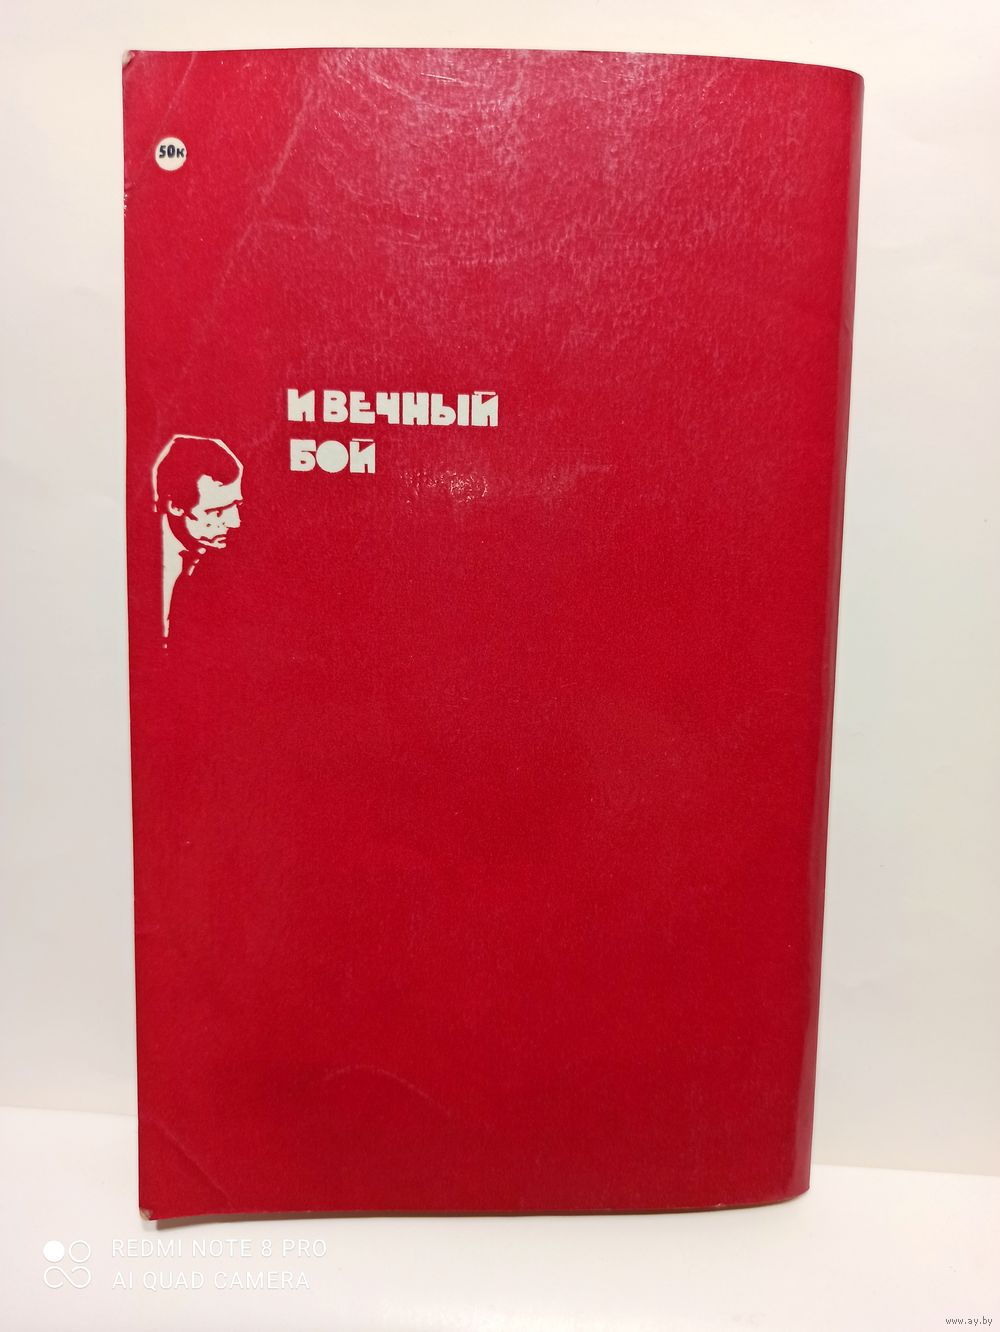 50к.
И ВЕЧНЫЙ
БОЙ
REDMI NOTE 8 PRO
AI QUAD CAMERA
www.ay.by